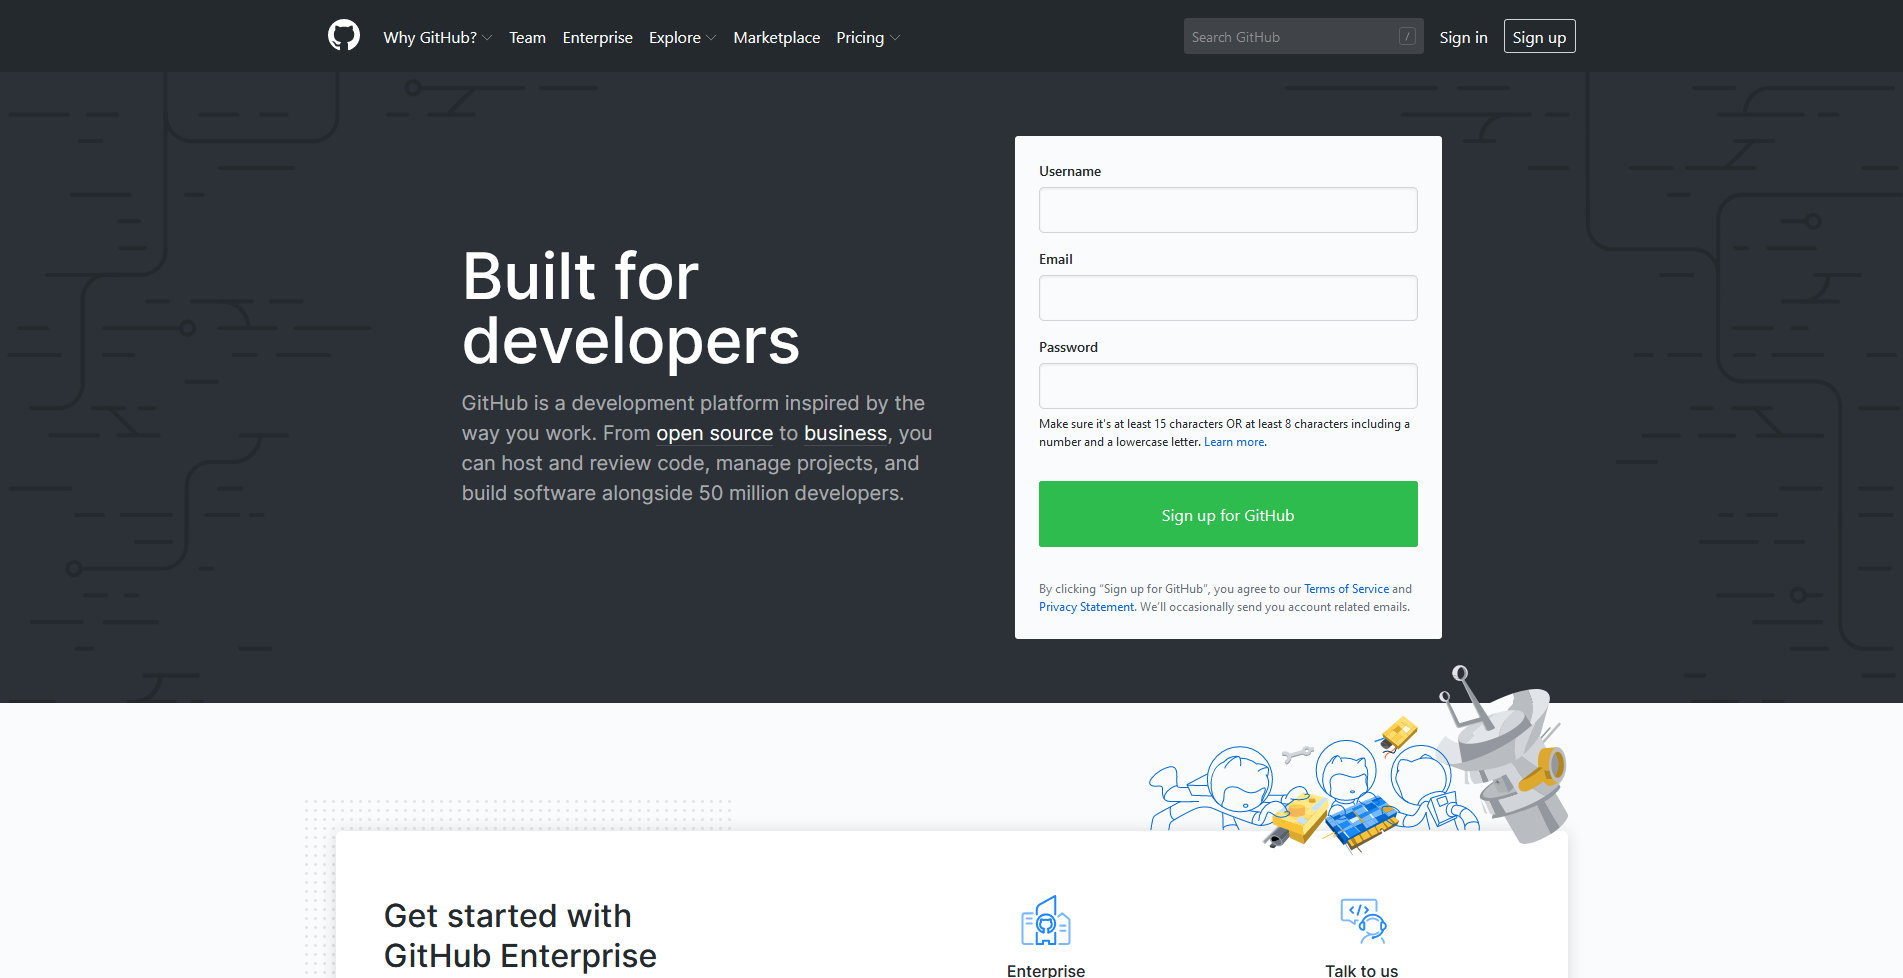 Why GitHub? Team Enterprise Explore Marketplace Pricing Search GitHub / Sign in Sign up
Built for
developers
GitHub is a development platform inspired by the
way you work. From open source to business, you
can host and review code, manage projects, and
build software alongside 50 million developers.
Username
Email
Password
Make sure it's at least 15 characters OR at least 8 characters including a
number and a lowercase letter. Learn more.
Sign up for GitHub
By clicking “Sign up for GitHub”, you agree to our Terms of Service and
Privacy Statement. We’ll occasionally send you account related emails.
Get started with
GitHub Enterprise
</>
Enterprise
Talk to us